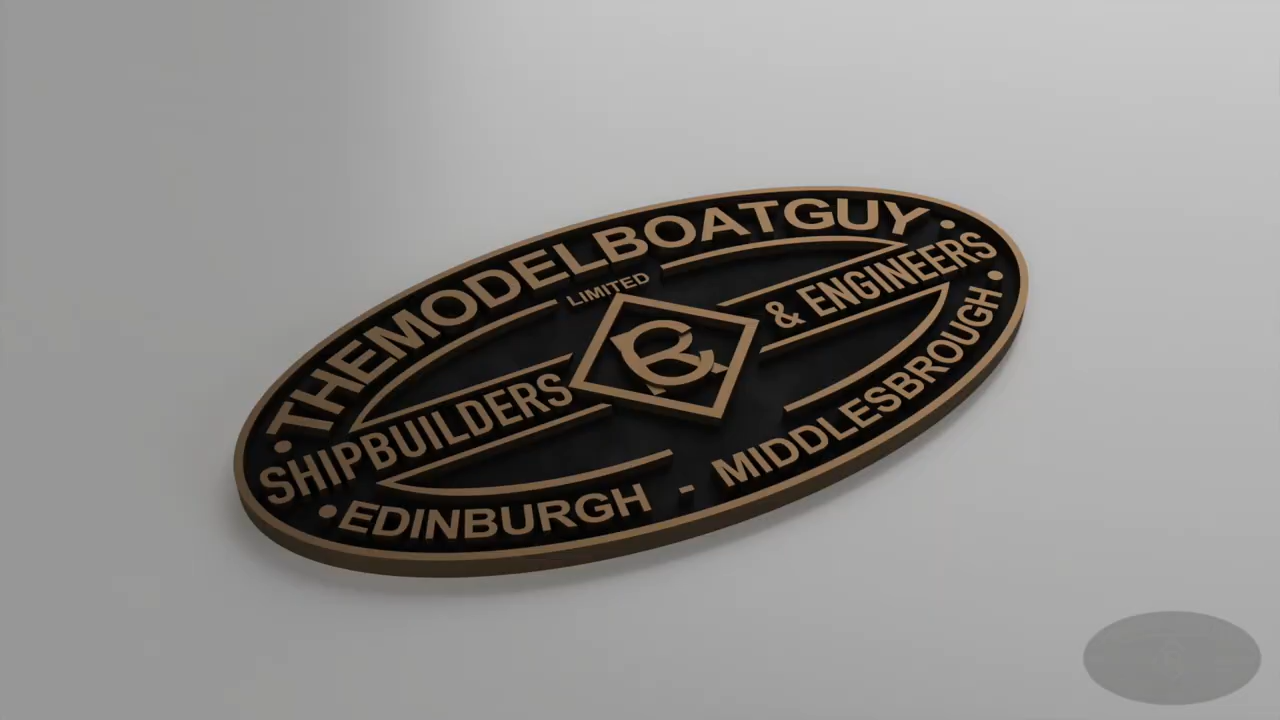 THEMODELBOATGUY
LIMITED
SHIPBUILDERS & ENGINEERS
EDINBURGH - MIDDLESBROUGH